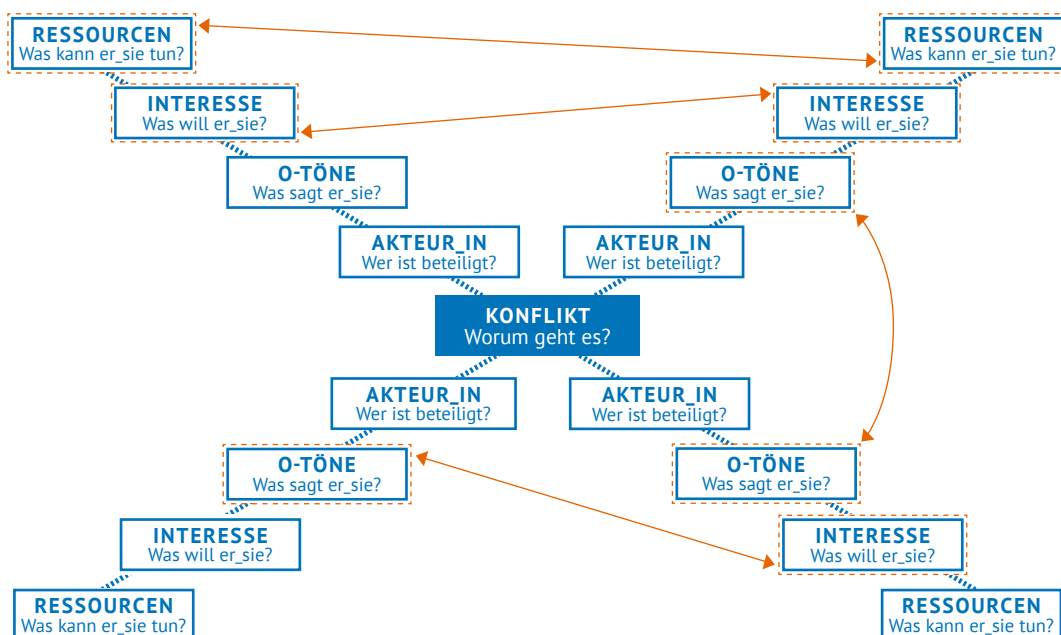 RESSOURCEN
Was kann er_sie tun?
RESSOURCEN
Was kann er_sie tun?
INTERESSE
Was will er_sie?
INTERESSE
Was will er_sie?
O-TÖNE
Was sagt er_sie?
O-TÖNE
Was sagt er_sie?
AKTEUR_IN
Wer ist beteiligt?
AKTEUR_IN
Wer ist beteiligt?
KONFLIKT
Worum geht es?
AKTEUR_IN
Wer ist beteiligt?
AKTEUR_IN
Wer ist beteiligt?
O-TÖNE
Was sagt er_sie?
O-TÖNE
Was sagt er_sie?
INTERESSE
Was will er_sie?
INTERESSE
Was will er_sie?
RESSOURCEN
Was kann er_sie tun?
RESSOURCEN
Was kann er_sie tun?